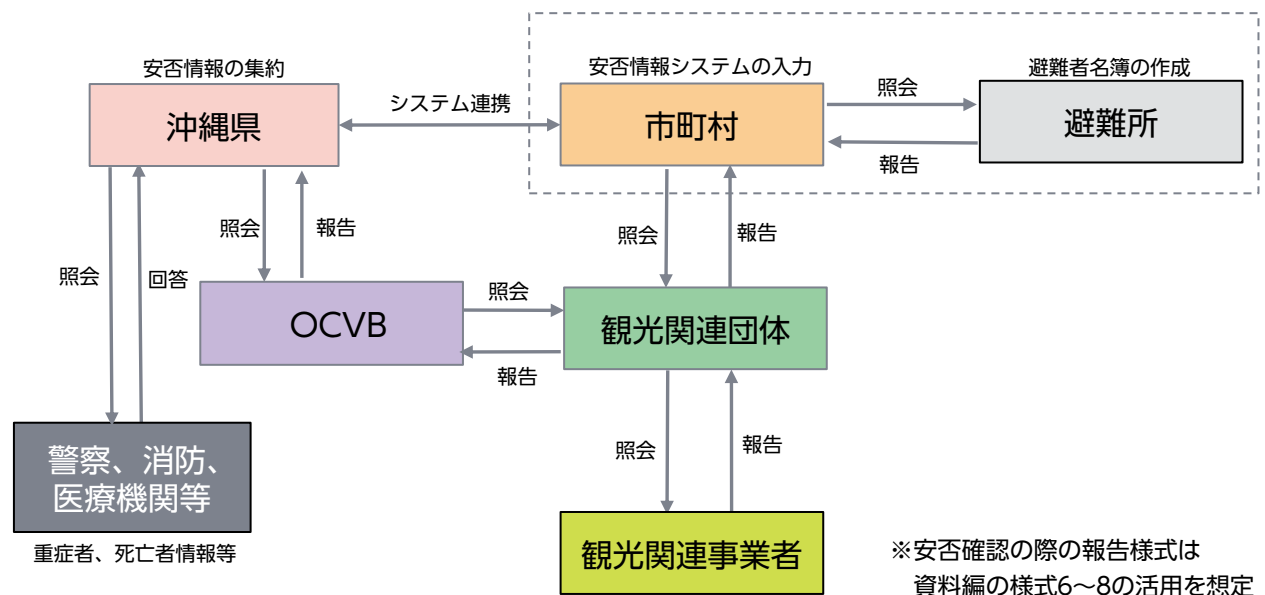 安否情報の集約
安否情報システムの入力
避難者名簿の作成
沖縄県
システム連携
市町村
照会
避難所
報告
照会
報告
照会
報告
照会
回答
OCVB
照会
観光関連団体
報告
警察、消防、
医療機関等
重症者、死亡者情報等
照会
報告
観光関連事業者
※安否確認の際の報告様式は
資料編の様式6~8の活用を想定